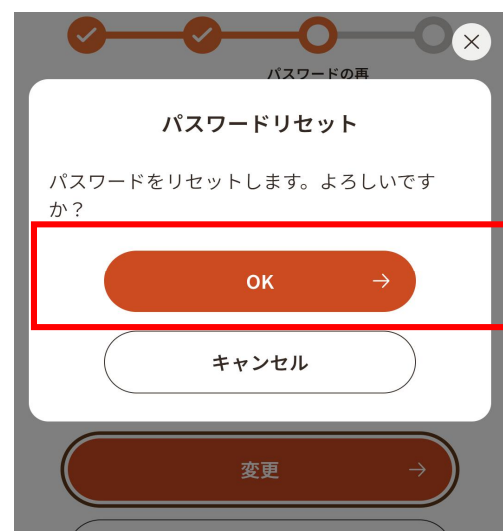 パスワードの再
パスワードリセット
パスワードをリセットします。よろしいです
か？
OK
キャンセル
変更